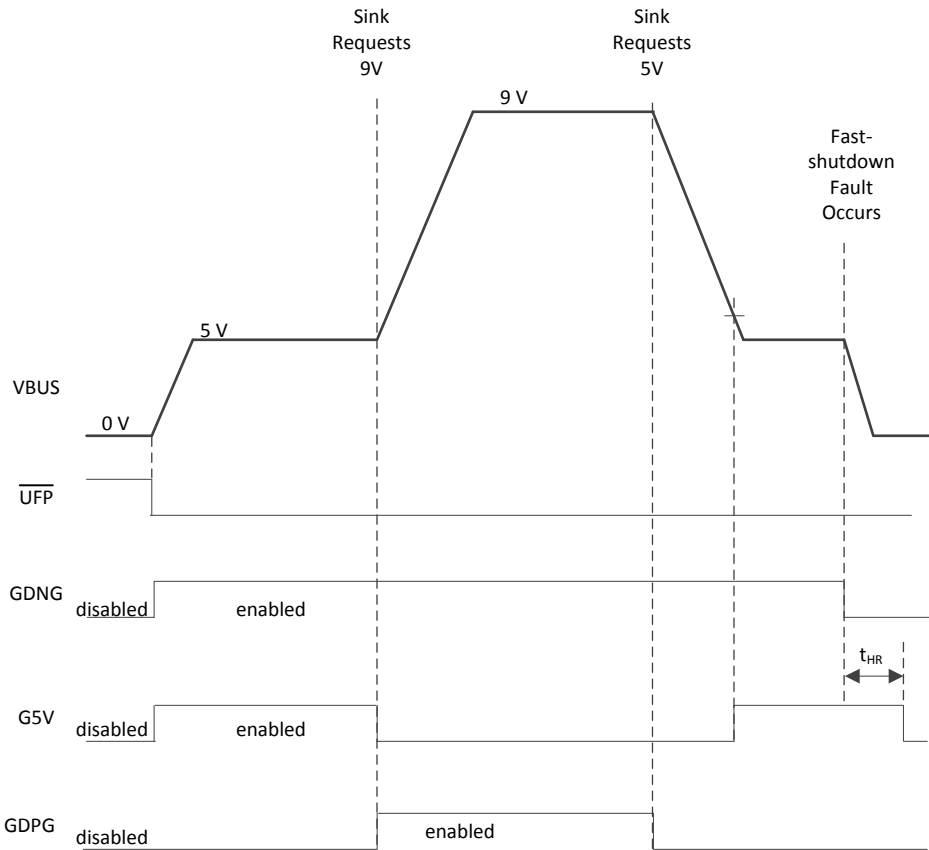 Sink
Requests
9V
Sink
Requests
5V
9 V
Fast-
shutdown
Fault
Occurs
5 V
VBUS
0 V
UFP
GDNG
disabled
enabled
tHR
G5V
disabled
enabled
GDPG
disabled
enabled